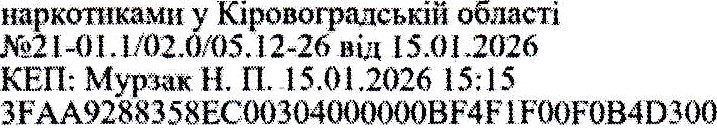 наркотиками у Кіровоградській області
№21-01.1/02.0/05.12-26 від 15.01.2026
КЕП: Мурзак Н. П. 15.01.2026 15:15
3FAA9288358EC00304000000BF4F1F00F0B4D300